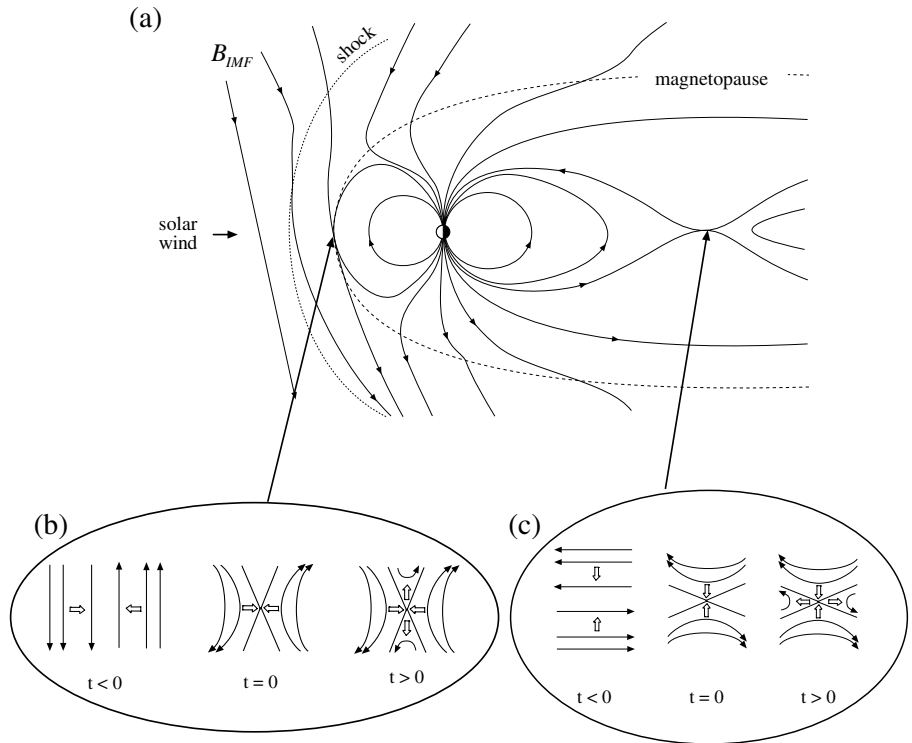 (a)
B_IMF
shock
magnetopause
solar
wind
(b)
t < 0
t = 0
t > 0
(c)
t < 0
t = 0
t > 0